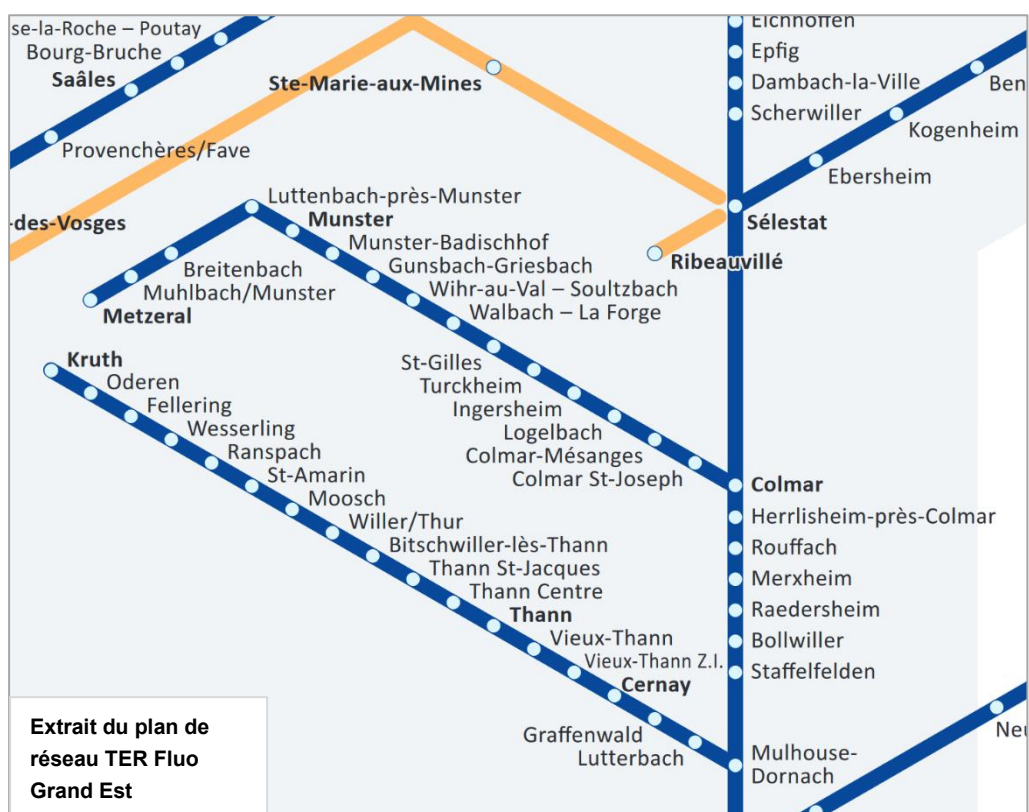 se-la-Roche – Poutay
Bourg-Bruche
Saâles
Provenchères/Fave
-des-Vosges
Ste-Marie-aux-Mines
Eichhoffen
Epfig
Dambach-la-Ville
Scherwiller
Ben
Kogenheim
Ebersheim
Sélestat
Ribeauvillé
Luttenbach-près-Munster
Munster
Munster-Badischhof
Gunsbach-Griesbach
Wihr-au-Val – Soultzbach
Walbach – La Forge
Breitenbach
Muhlbach/Munster
Metzeral
St-Gilles
Turckheim
Ingersheim
Logelbach
Colmar-Mésanges
Colmar St-Joseph
Kruth
Oderen
Fellering
Wesserling
Ranspach
St-Amarin
Moosch
Willer/Thur
Bitschwiller-lès-Thann
Thann St-Jacques
Thann Centre
Thann
Vieux-Thann
Vieux-Thann Z.I.
Cernay
Graffenwald
Lutterbach
Colmar
Herrlisheim-près-Colmar
Rouffach
Merxheim
Raedersheim
Bollwiller
Staffelfelden
Mulhouse-
Dornach
Neu
Extrait du plan de
réseau TER Fluo
Grand Est